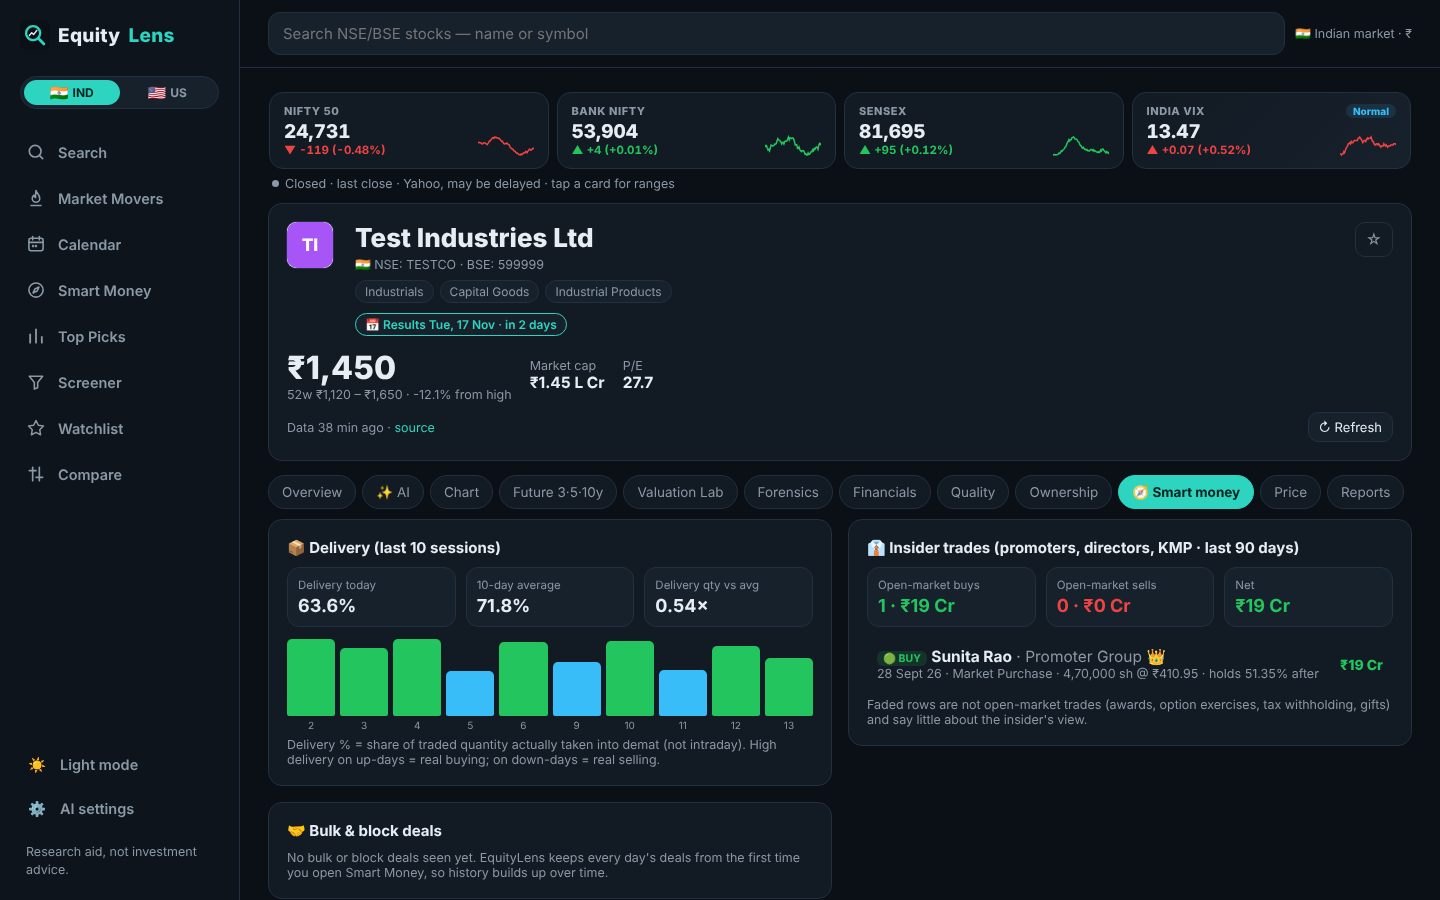 Equity Lens
🇮🇳 IND
🇺🇸 US
Search
Market Movers
Calendar
Smart Money
Top Picks
Screener
Watchlist
Compare
☀️ Light mode
⚙️ AI settings
Research aid, not investment
advice.
Search NSE/BSE stocks — name or symbol
🇮🇳 Indian market · ₹
NIFTY 50
24,731
▼ -119 (-0.48%)
BANK NIFTY
53,904
▲ +4 (+0.01%)
SENSEX
81,695
▲ +95 (+0.12%)
INDIA VIX
Normal
13.47
▲ +0.07 (+0.52%)
Closed · last close · Yahoo, may be delayed · tap a card for ranges
TI
Test Industries Ltd
☆
🇮🇳 NSE: TESTCO · BSE: 599999
Industrials
Capital Goods
Industrial Products
📅 Results Tue, 17 Nov · in 2 days
₹1,450
52w ₹1,120 – ₹1,650 · -12.1% from high
Market cap
₹1.45 L Cr
P/E
27.7
Data 38 min ago · source
↻ Refresh
Overview
✨ AI
Chart
Future 3·5·10y
Valuation Lab
Forensics
Financials
Quality
Ownership
🧭 Smart money
Price
Reports
📦 Delivery (last 10 sessions)
Delivery today
63.6%
10-day average
71.8%
Delivery qty vs avg
0.54×
2 3 4 5 6 9 10 11 12 13
Delivery % = share of traded quantity actually taken into demat (not intraday). High
delivery on up-days = real buying; on down-days = real selling.
🤝 Bulk & block deals
No bulk or block deals seen yet. EquityLens keeps every day's deals from the first time
you open Smart Money, so history builds up over time.
👔 Insider trades (promoters, directors, KMP · last 90 days)
Open-market buys
1 · ₹19 Cr
Open-market sells
0 · ₹0 Cr
Net
₹19 Cr
🟢 BUY Sunita Rao · Promoter Group 👑
28 Sept 26 · Market Purchase · 4,70,000 sh @ ₹410.95 · holds 51.35% after
₹19 Cr
Faded rows are not open-market trades (awards, option exercises, tax withholding, gifts)
and say little about the insider's view.